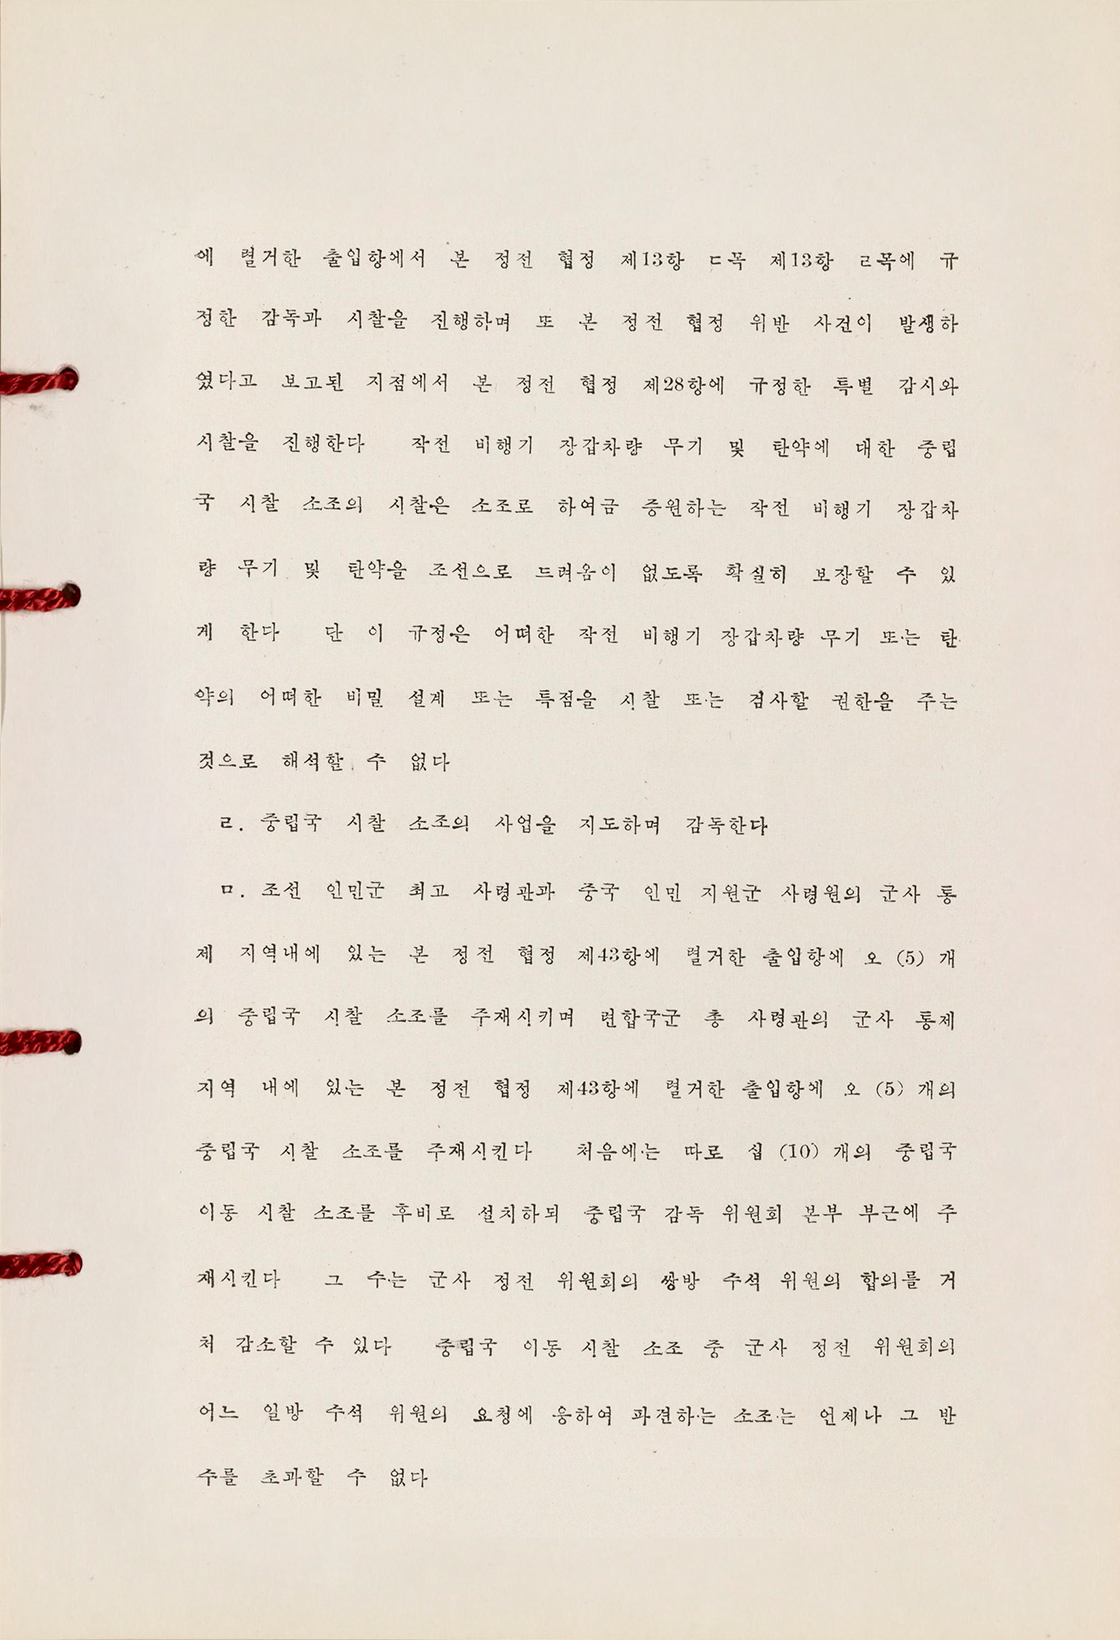 에 렬거한 출입항에서 본 정전 협정 제13항 ㄷ목 제13항 ㄹ목에 규
정한 감독과 시찰을 진행하며 또 본 정전 협정 위반 사건이 발생하
였다고 보고된 지점에서 본 정전 협정 제28항에 규정한 특별 감시와
시찰을 진행한다 작전 비행기 장갑차량 무기 및 탄약에 대한 중립
국 시찰 소조의 시찰은 소조로 하여금 증원하는 작전 비행기 장갑차
량 무기 및 탄약을 조선으로 드려옴이 없도록 확실히 보장할 수 있
게 한다 단 이 규정은 어떠한 작전 비행기 장갑차량 무기 또는 탄
약의 어떠한 비밀 설계 또는 특점을 시찰 또는 검사할 권한을 주는
것으로 해석할 수 없다
ㄹ. 중립국 시찰 소조의 사업을 지도하며 감독한다
ㅁ. 조선 인민군 최고 사령관과 중국 인민 지원군 사령원의 군사 통
제 지역내에 있는 본 정전 협정 제43항에 렬거한 출입항에 오 (5) 개
의 중립국 시찰 소조를 주재시키며 련합국군 총 사령관의 군사 통제
지역 내에 있는 본 정전 협정 제43항에 렬거한 출입항에 오 (5) 개의
중립국 시찰 소조를 주재시킨다 처음에는 따로 십 (10) 개의 중립국
이동 시찰 소조를 후비로 설치하되 중립국 감독 위원회 본부 부근에 주
재시킨다 그 수는 군사 정전 위원회의 쌍방 수석 위원의 합의를 거
처 감소할 수 있다 중립국 이동 시찰 소조 중 군사 정전 위원회의
어느 일방 수석 위원의 요청에 응하여 파견하는 소조는 언제나 그 반
수를 초과할 수 없다